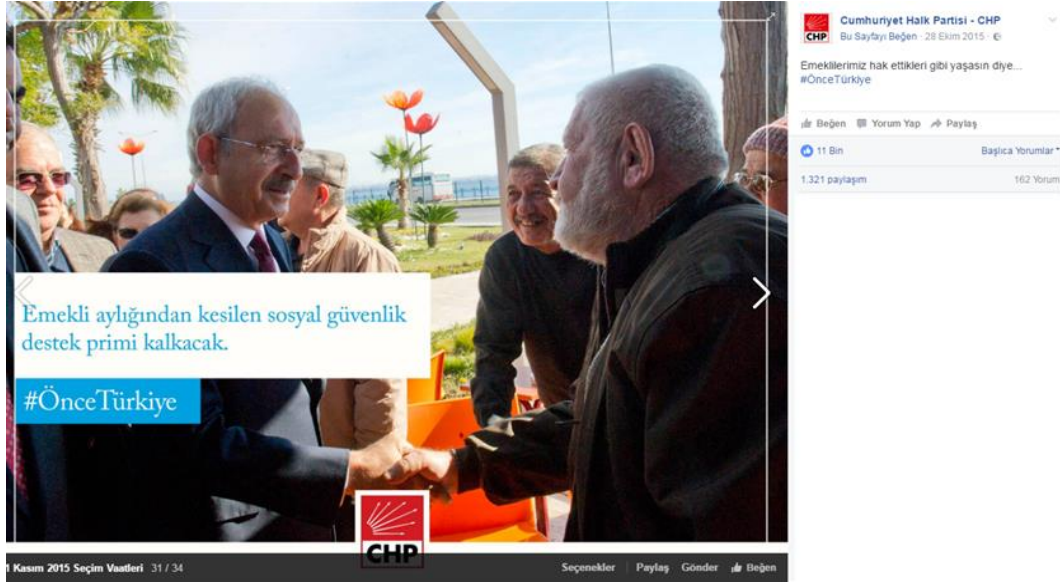 Emekli aylığından kesilen sosyal güvenlik
destek primi kalkacak.
#ÖnceTürkiye
CHP
1 Kasım 2015 Seçim Vaatleri 31 / 34
Seçenekler Paylaş Gönder Beğen
CHP
Cumhuriyet Halk Partisi - CHP
Bu Sayfayı Beğen · 28 Ekim 2015 ·
Emeklilerimiz hak ettikleri gibi yaşasın diye...
#ÖnceTürkiye
Beğen Yorum Yap Paylaş
11 Bin Başlıca Yorumlar
1.321 paylaşım 162 Yorum